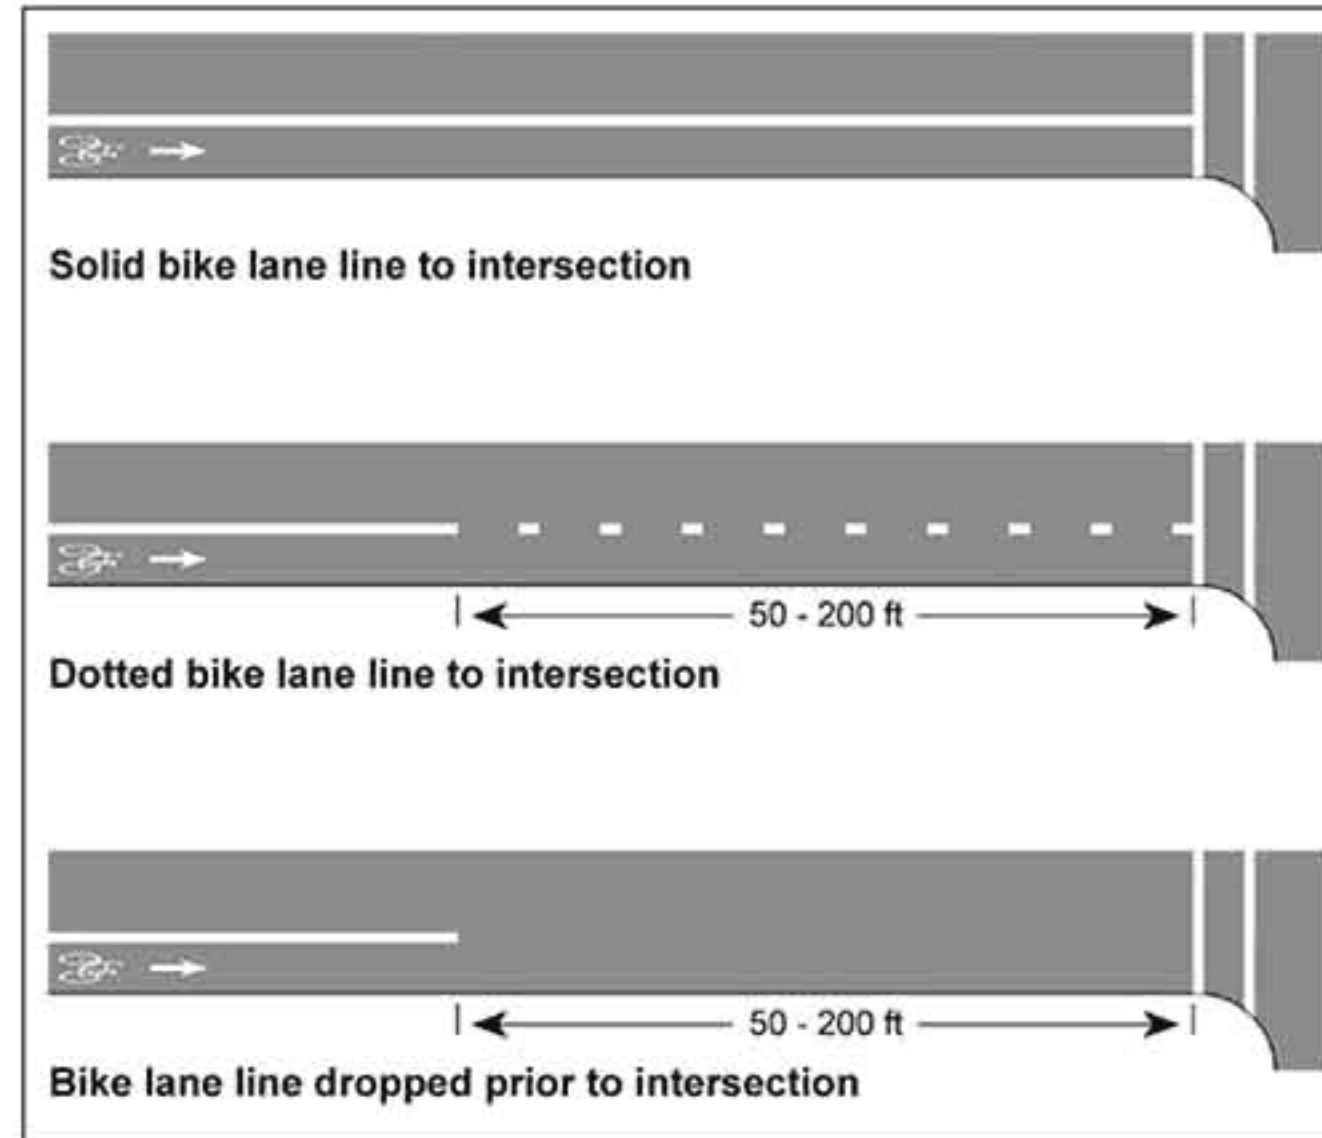 Solid bike lane line to intersection
50 - 200 ft
Dotted bike lane line to intersection
50 - 200 ft
Bike lane line dropped prior to intersection